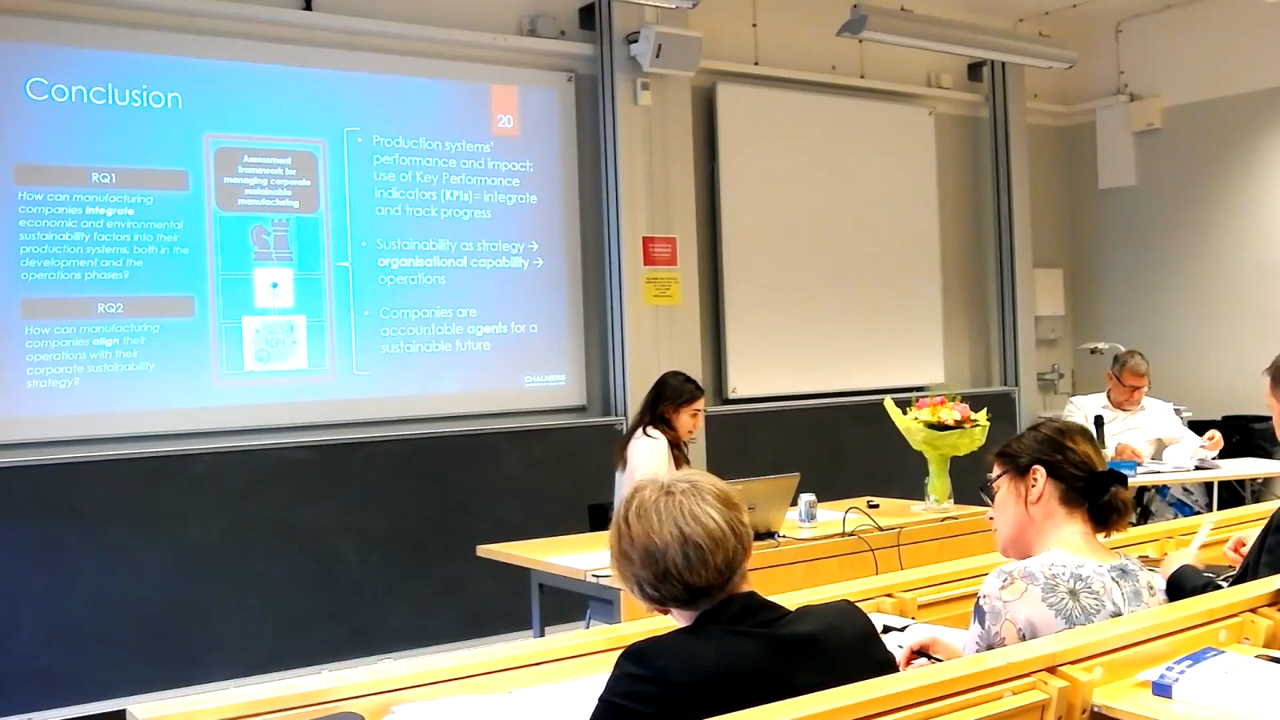 Conclusion
20
RQ1
How can manufacturing
companies integrate
economic and environmental
sustainability factors into their
production systems, both in the
development and the
operations phases?
RQ2
How can manufacturing
companies align their
operations with their
corporate sustainability
strategy?
Assessment
framework for
managing corporate
sustainable
manufacturing
• Production systems'
performance and impact:
use of Key Performance
Indicators (KPIs)= integrate
and track progress
• Sustainability as strategy →
organisational capability →
operations
• Companies are
accountable agents for a
sustainable future
CHALMERS